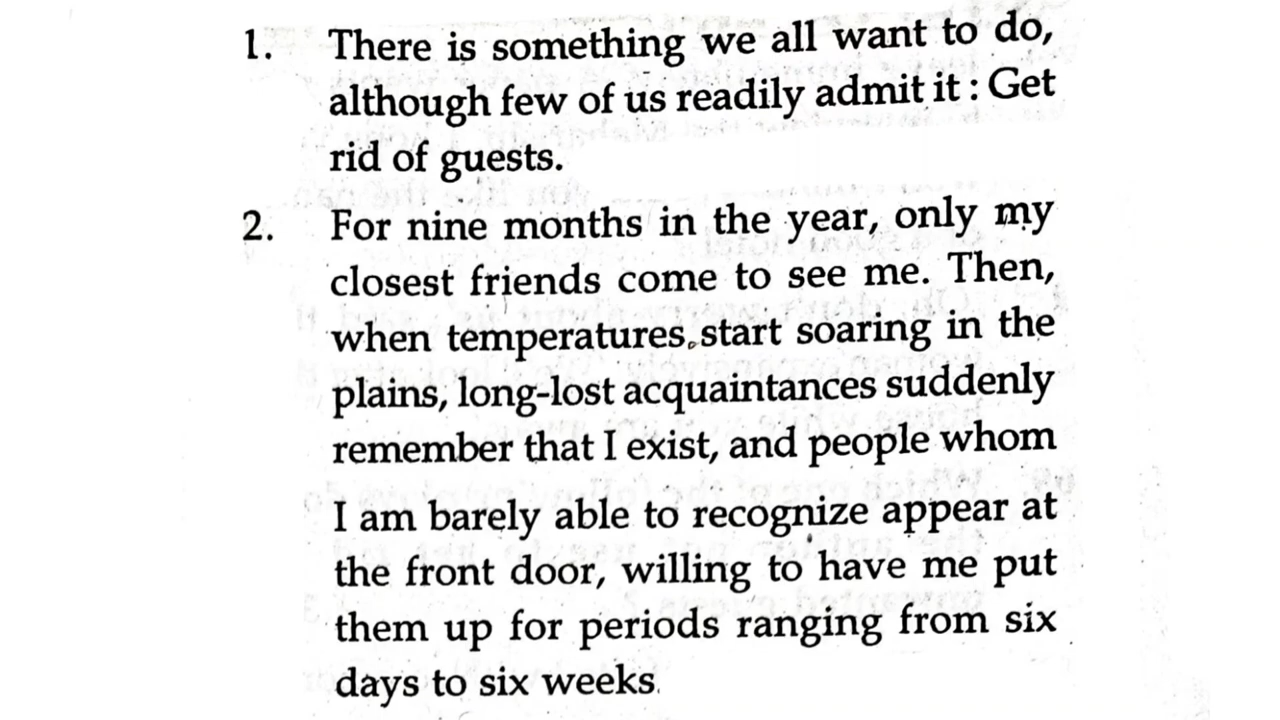 1. There is something we all want to do,
although few of us readily admit it : Get
rid of guests.
2. For nine months in the year, only my
closest friends come to see me. Then,
when temperatures start soaring in the
plains, long-lost acquaintances suddenly
remember that I exist, and people whom
I am barely able to recognize appear at
the front door, willing to have me put
them up for periods ranging from six
days to six weeks.